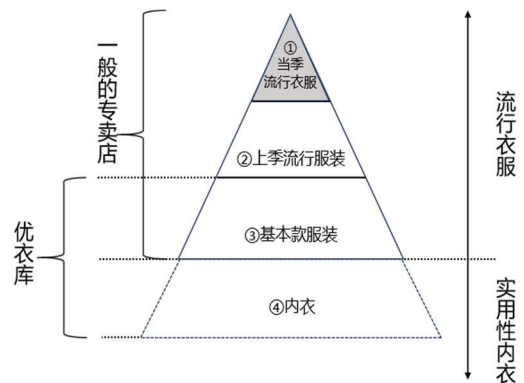 ①
当季
流行衣服
②上季流行服装
③基本款服装
④内衣
一般的专卖店
优衣库
流行衣服
实用性内衣